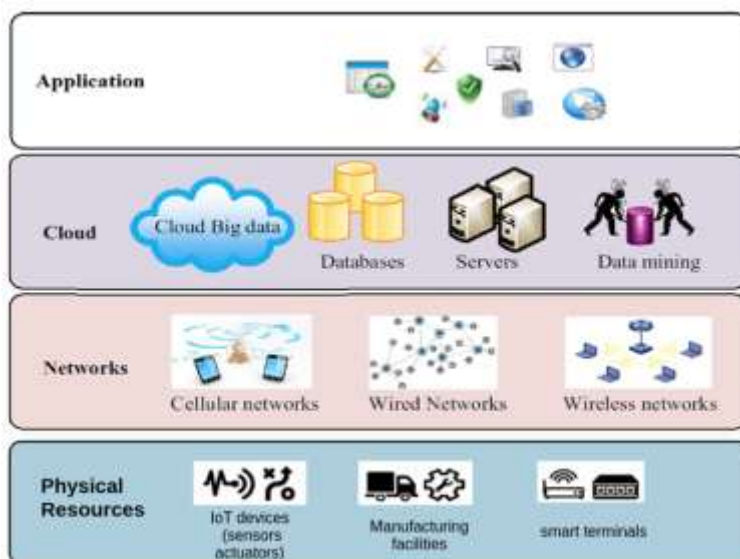 Application
Cloud
Cloud Big data
Databases
Servers
Data mining
Networks
Cellular networks
Wired Networks
Wireless networks
Physical
Resources
IoT devices
(sensors
actuators)
Manufacturing
facilities
smart terminals